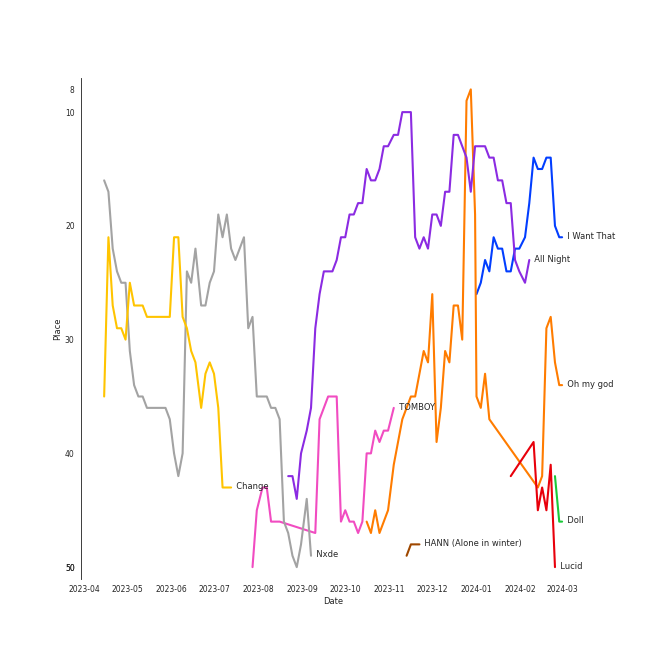 8
10
20
I Want That
All Night
30
Place
Oh my god
TOMBOY
40
Change
Doll
HANN (Alone in winter)
Nxde
50
Lucid
2023-04 2023-05 2023-06 2023-07 2023-08 2023-09 2023-10 2023-11 2023-12 2024-01 2024-02 2024-03
Date